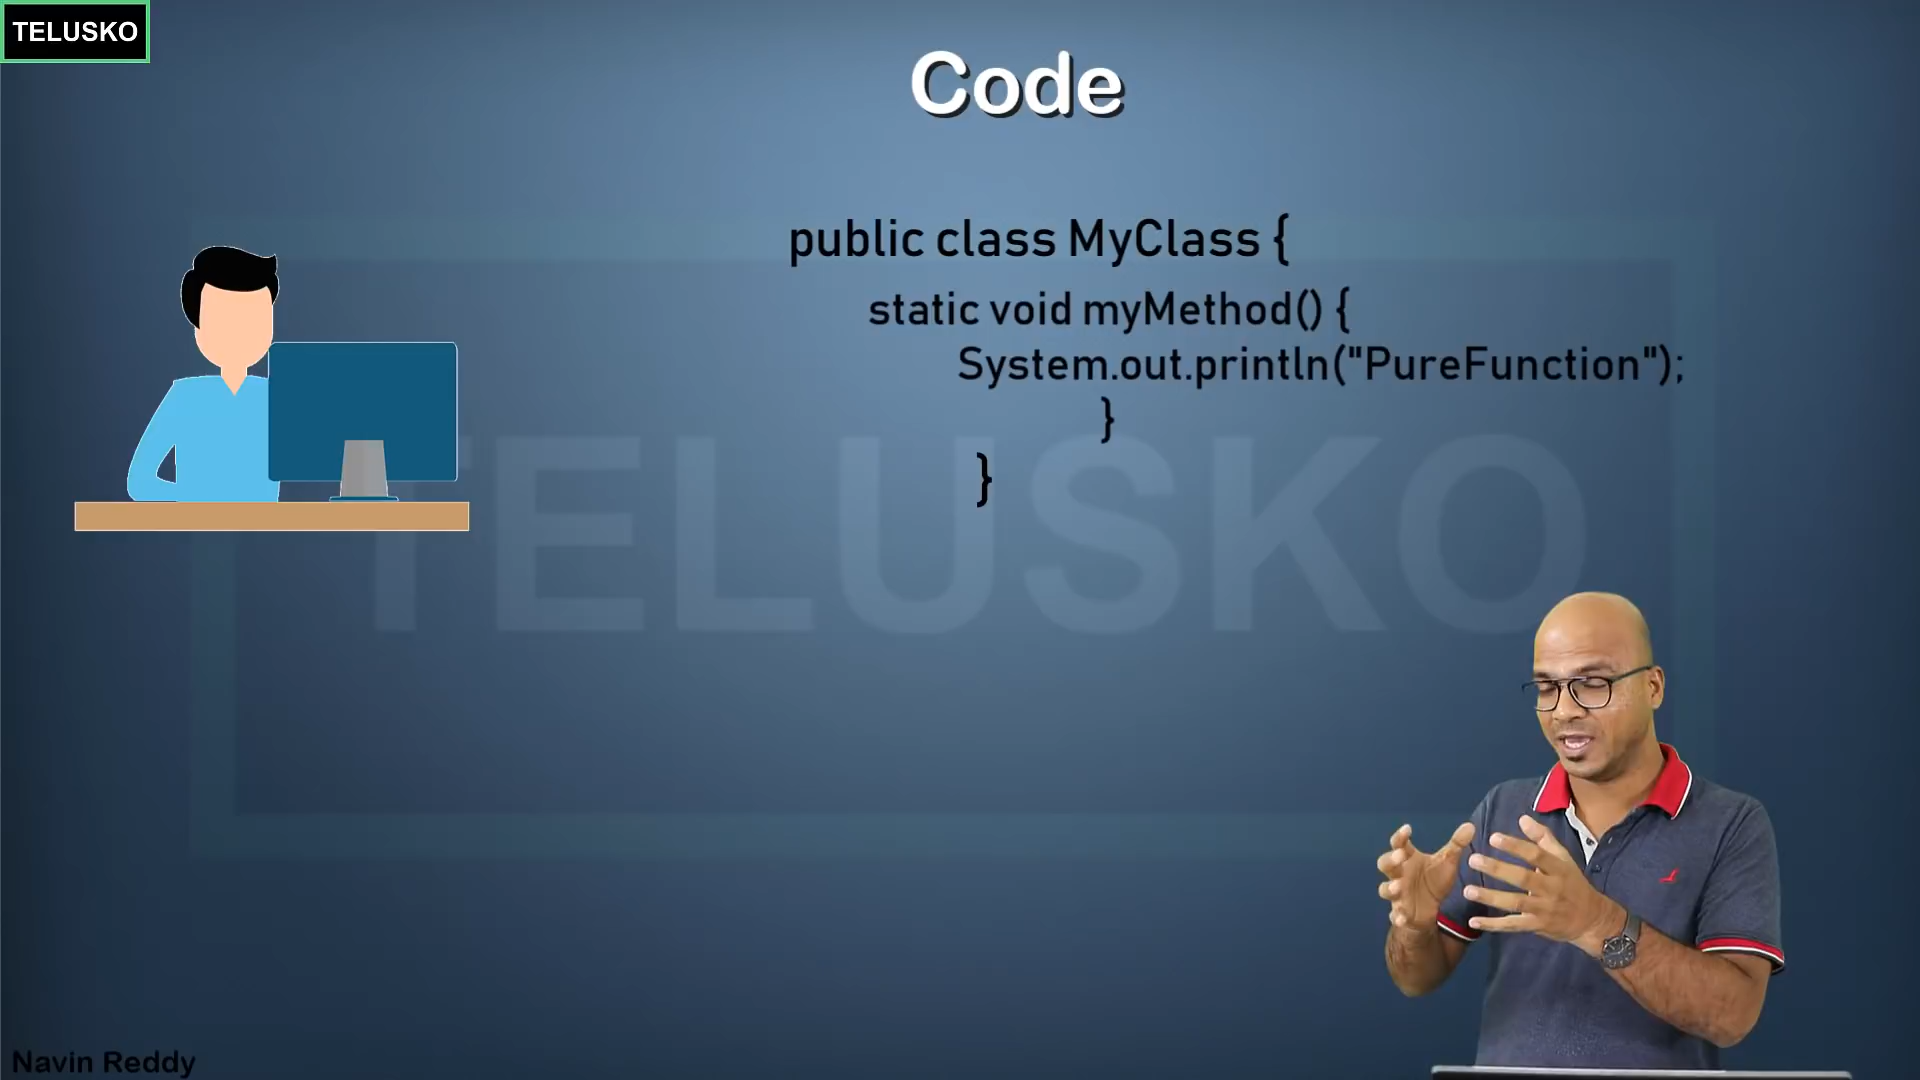 TELUSKO
Code
public class MyClass {
static void myMethod() {
System.out.println("PureFunction");
}
}
TELUSKO
Navin Reddy